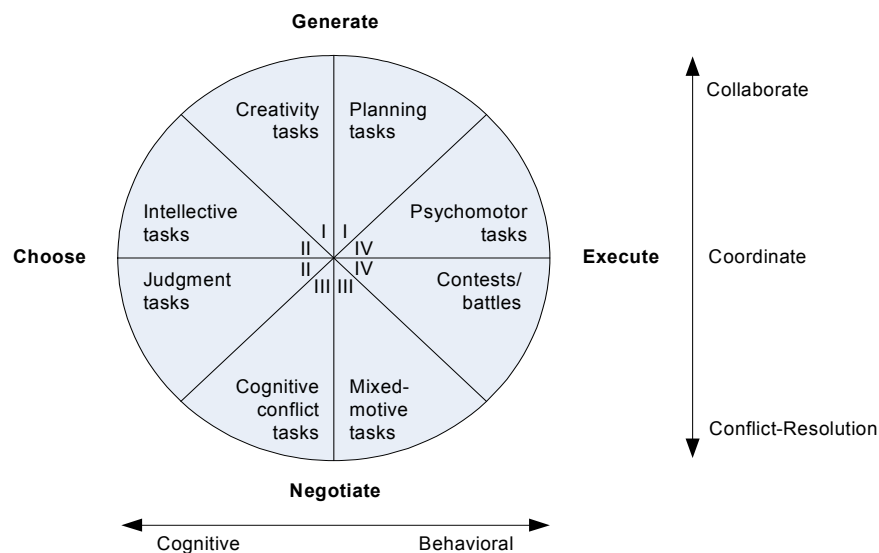 Generate
Collaborate
Creativity
tasks
Planning
tasks
Intellective
tasks
Psychomotor
tasks
I
I
II
IV
Choose
Execute
Coordinate
II
IV
III
III
Judgment
tasks
Contests/
battles
Cognitive
conflict
tasks
Mixed-
motive
tasks
Conflict-Resolution
Negotiate
Cognitive
Behavioral